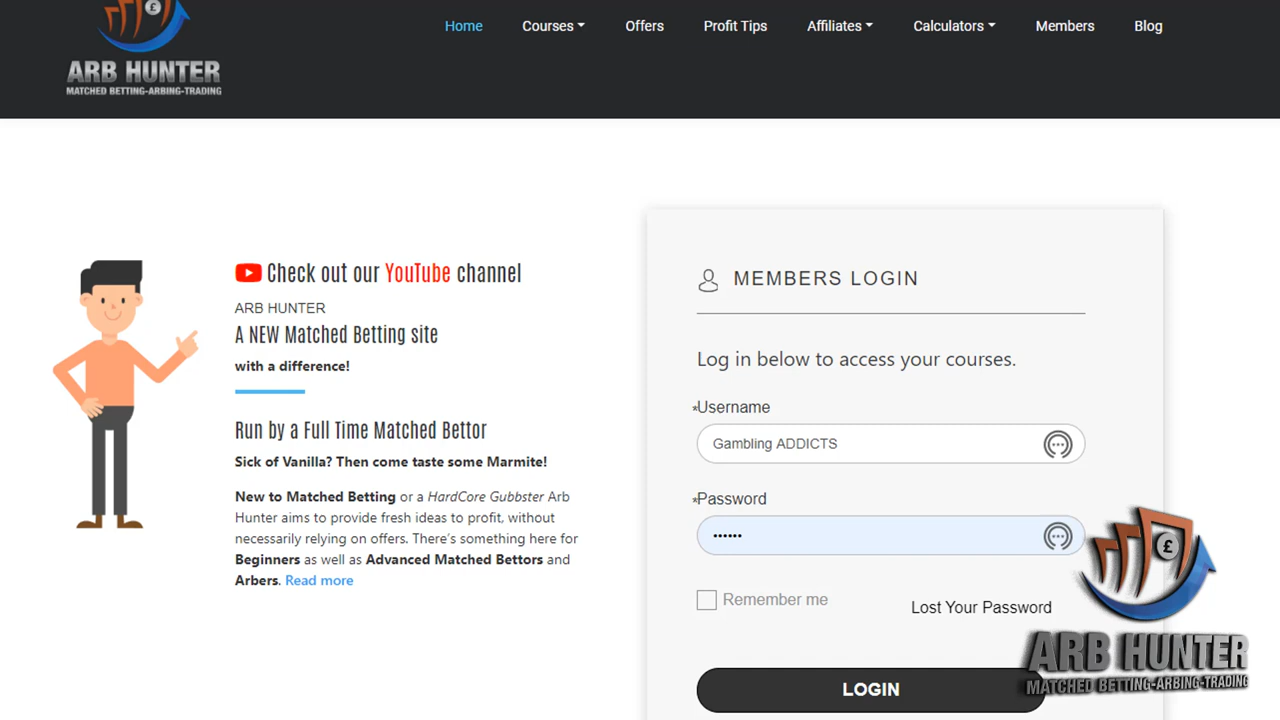 £
ARB HUNTER
MATCHED BETTING-ARBING-TRADING
Home Courses Offers Profit Tips Affiliates Calculators Members Blog
Check out our YouTube channel
ARB HUNTER
A NEW Matched Betting site
with a difference!
Run by a Full Time Matched Bettor
Sick of Vanilla? Then come taste some Marmite!
New to Matched Betting or a HardCore Gubbster Arb
Hunter aims to provide fresh ideas to profit, without
necessarily relying on offers. There's something here for
Beginners as well as Advanced Matched Bettors and
Arbers. Read more
MEMBERS LOGIN
Log in below to access your courses.
*Username
Gambling ADDICTS
*Password
••••••
Remember me
Lost Your Password
LOGIN
£
ARB HUNTER
MATCHED BETTING-ARBING-TRADING